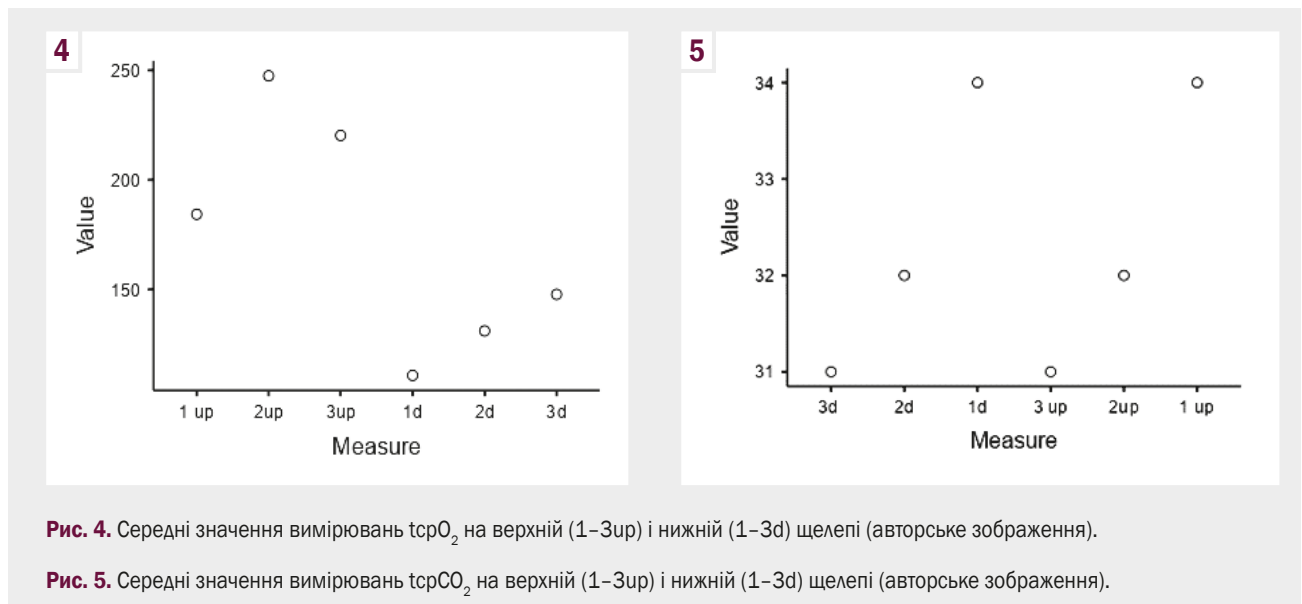 4
250
200
150
Value
1 up 2up 3up 1d 2d 3d
Measure
5
34
33
32
31
Value
3d 2d 1d 3 up 2up 1 up
Measure
Рис. 4. Середні значення вимірювань tcpO₂ на верхній (1–3up) і нижній (1–3d) щелепі (авторське зображення).
Рис. 5. Середні значення вимірювань tcpCO₂ на верхній (1–3up) і нижній (1–3d) щелепі (авторське зображення).